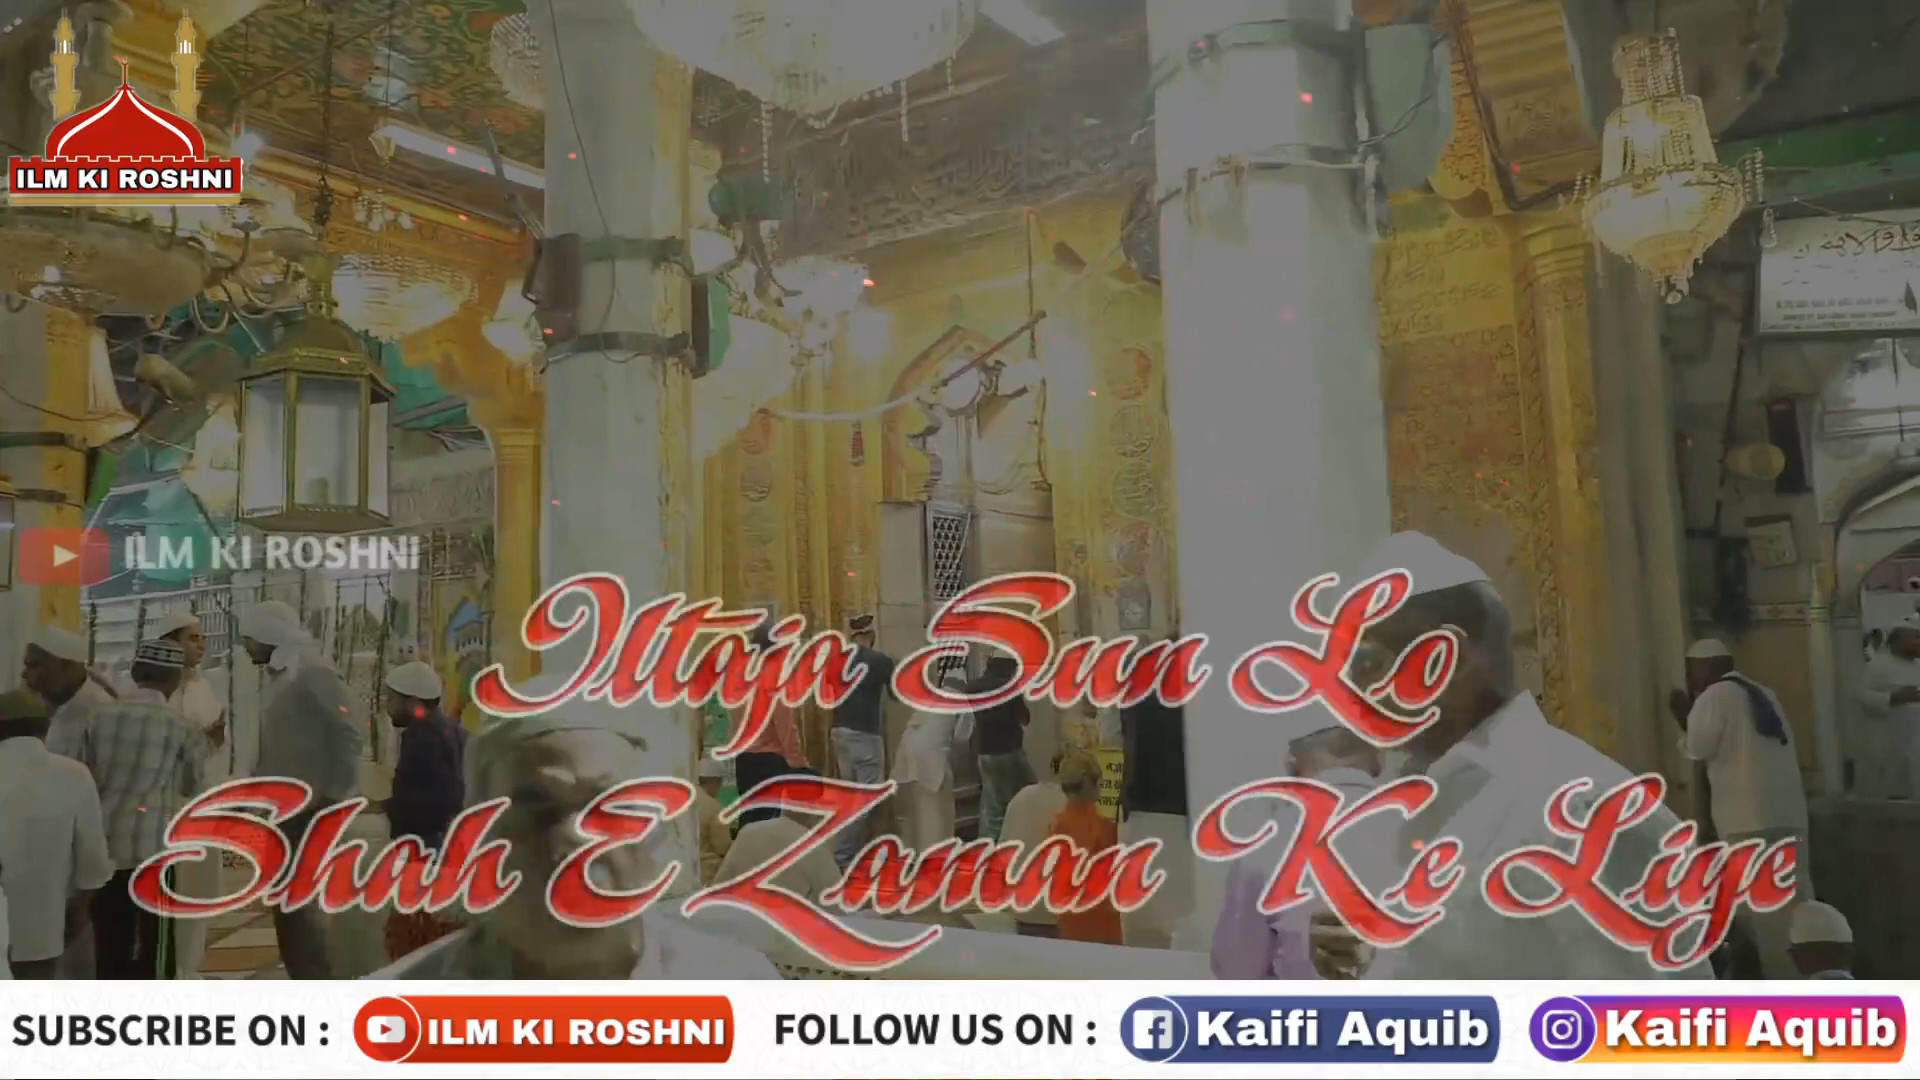 ILM KI ROSHNI
ILM KI ROSHNI
Iltaja Sun Lo
Shah E Zaman Ke Liye
SUBSCRIBE ON : ILM KI ROSHNI FOLLOW US ON : Kaifi Aquib Kaifi Aquib